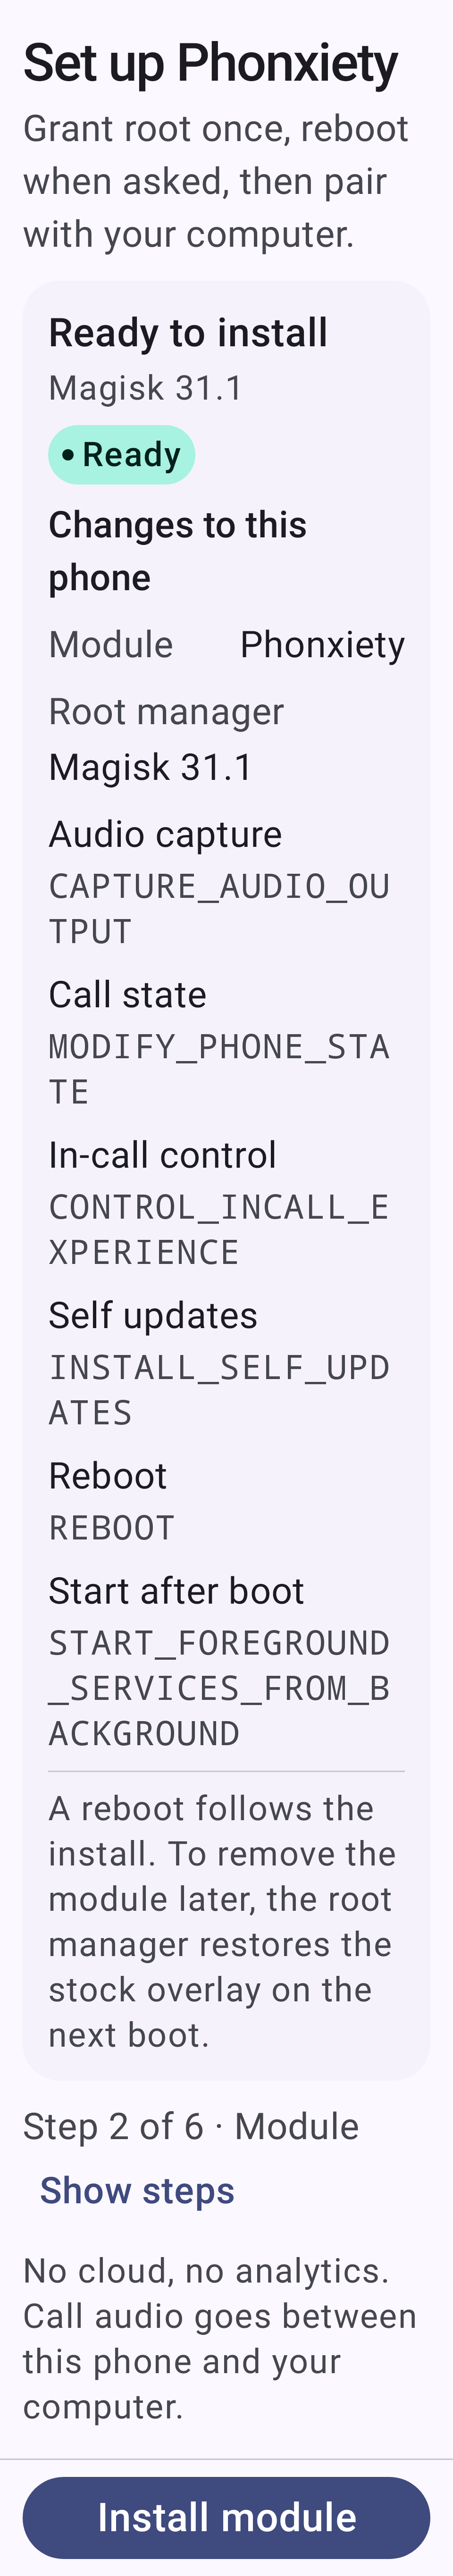 Set up Phonxiety
Grant root once, reboot
when asked, then pair
with your computer.
Ready to install
Magisk 31.1
• Ready
Changes to this
phone
Module Phonxiety
Root manager
Magisk 31.1
Audio capture
CAPTURE_AUDIO_OU
TPUT
Call state
MODIFY_PHONE_STA
TE
In-call control
CONTROL_INCALL_E
XPERIENCE
Self updates
INSTALL_SELF_UPD
ATES
Reboot
REBOOT
Start after boot
START_FOREGROUND
_SERVICES_FROM_B
ACKGROUND
A reboot follows the
install. To remove the
module later, the root
manager restores the
stock overlay on the
next boot.
Step 2 of 6 · Module
Show steps
No cloud, no analytics.
Call audio goes between
this phone and your
computer.
Install module